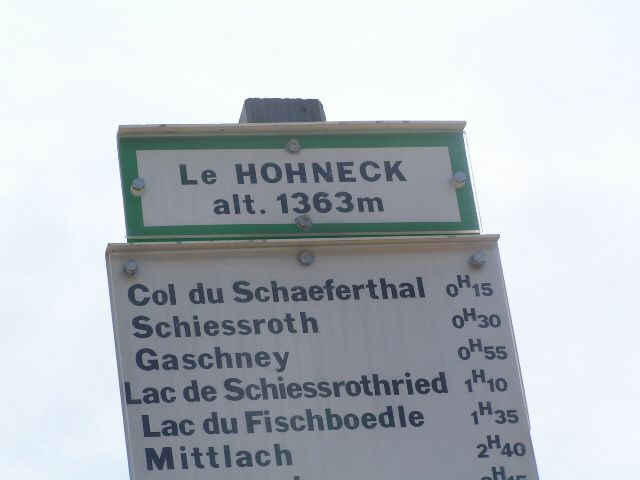 Le HOHNECK
alt. 1363m
Col du Schaeferthal 0H15
Schiessroth 0H30
Gaschney 0H55
Lac de Schiessrothried 1H10
Lac du Fischboedle 1H35
Mittlach 2H40